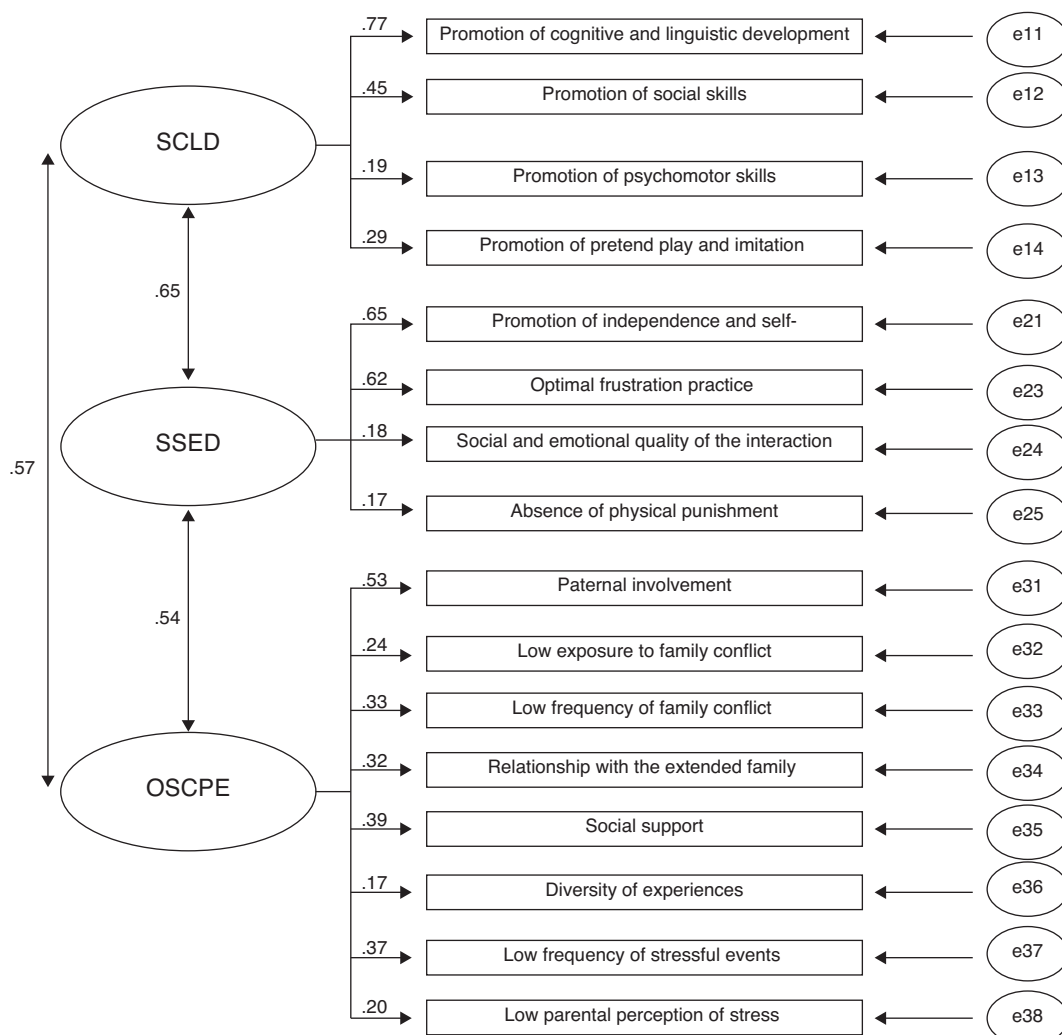 .77
Promotion of cognitive and linguistic development
e11
.45
Promotion of social skills
e12
SCLD
.19
Promotion of psychomotor skills
e13
.29
Promotion of pretend play and imitation
e14
.65
.65
Promotion of independence and self-
e21
.62
Optimal frustration practice
e23
SSED
.18
Social and emotional quality of the interaction
e24
.57
.17
Absence of physical punishment
e25
.53
Paternal involvement
e31
.54
.24
Low exposure to family conflict
e32
.33
Low frequency of family conflict
e33
.32
Relationship with the extended family
e34
OSCPE
.39
Social support
e35
.17
Diversity of experiences
e36
.37
Low frequency of stressful events
e37
.20
Low parental perception of stress
e38